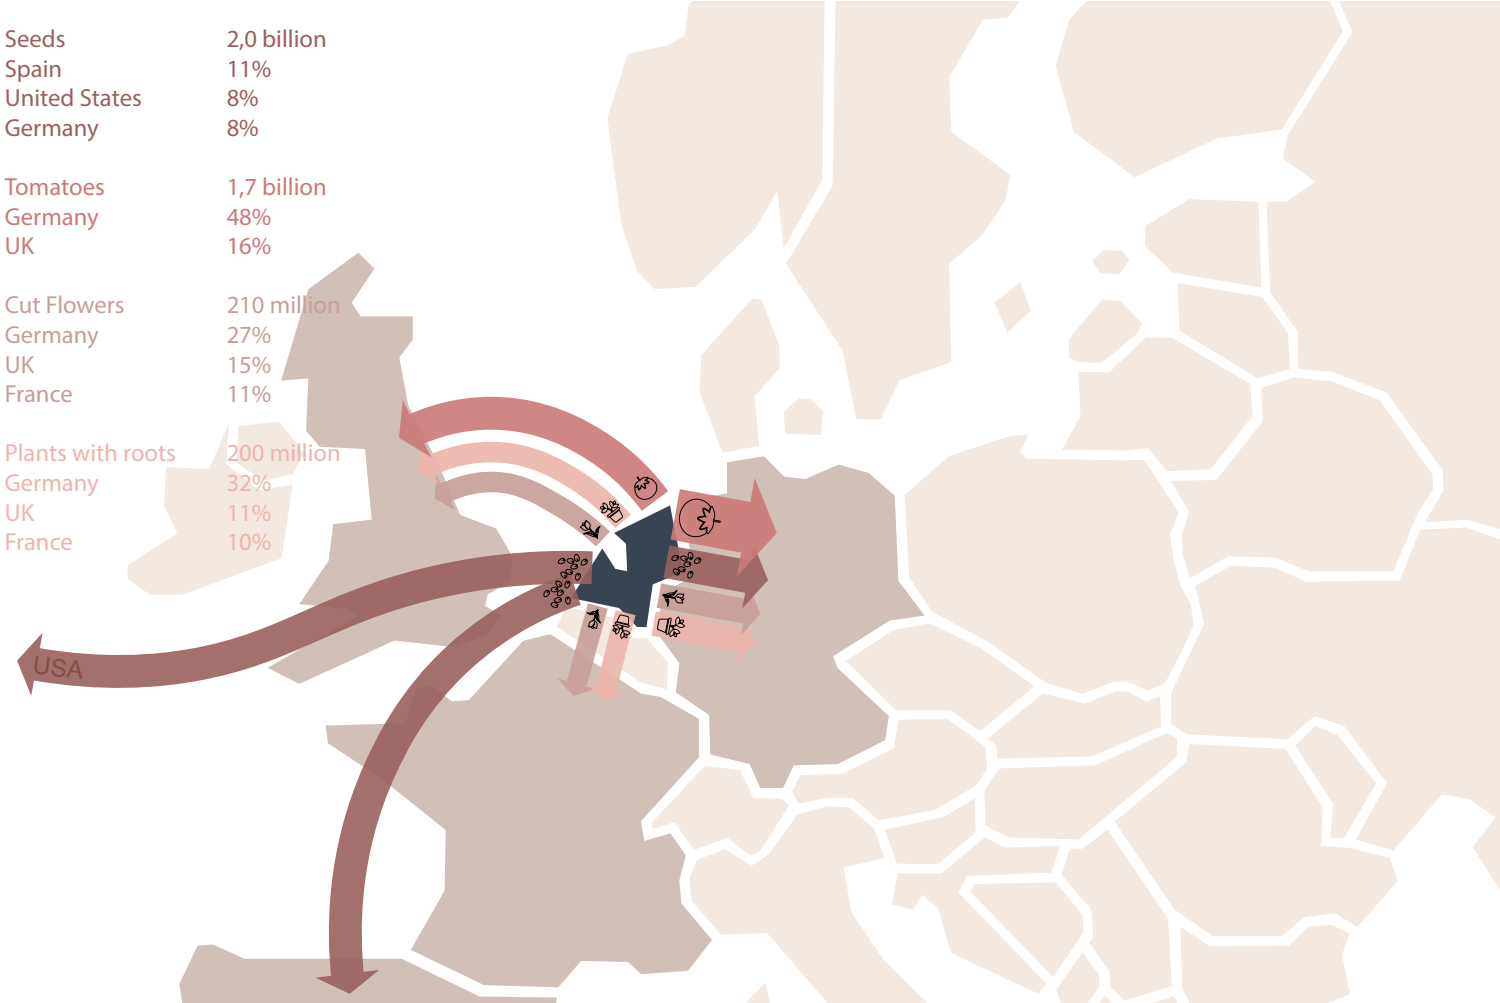 Seeds 2,0 billion
Spain 11%
United States 8%
Germany 8%
Tomatoes 1,7 billion
Germany 48%
UK 16%
Cut Flowers 210 million
Germany 27%
UK 15%
France 11%
Plants with roots 200 million
Germany 32%
UK 11%
France 10%
USA